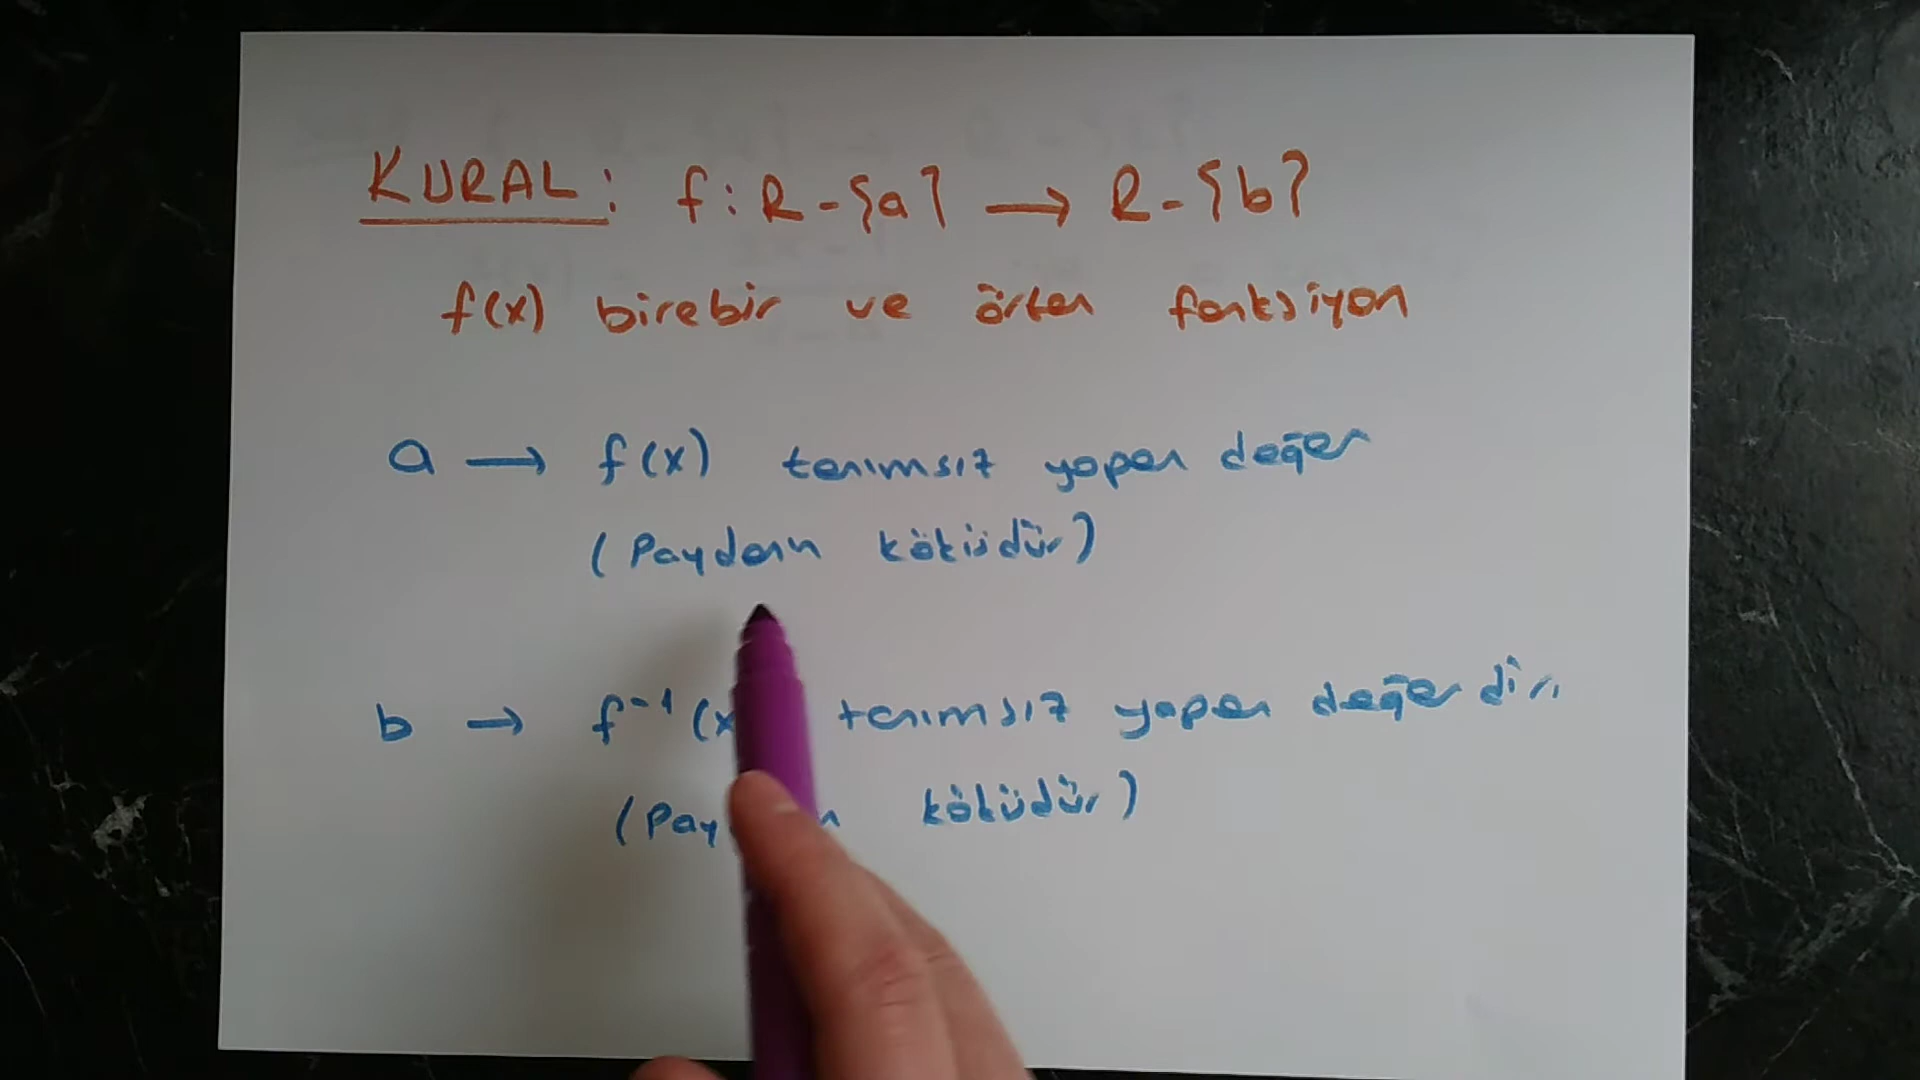 KURAL: f: R-{a} → R-{b}
f(x) birebir ve örten fonksiyon
a → f(x) tanımsız yapan değer
(Paydanın köküdür)
b → f⁻¹(x tanımsız yapan değerdir.
(Pay köküdür)